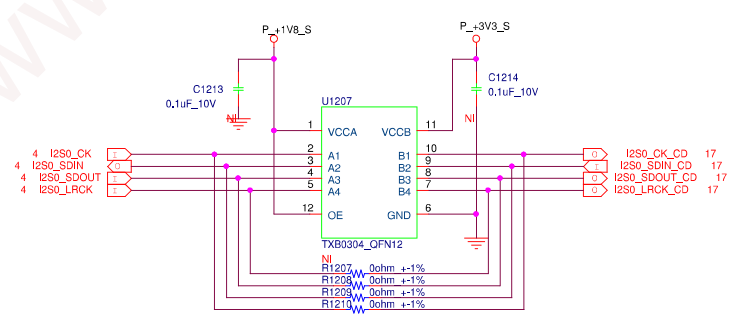 P_+1V8_S
P_+3V3_S
C1213
0.1uF_10V
NI
C1214
0.1uF_10V
NI
U1207
1 VCCA VCCB 11
4 I2S0_CK I 2 A1 B1 10 O I2S0_CK_CD 17
4 I2S0_SDIN O 3 A2 B2 9 I I2S0_SDIN_CD 17
4 I2S0_SDOUT I 4 A3 B3 8 O I2S0_SDOUT_CD 17
4 I2S0_LRCK I 5 A4 B4 7 O I2S0_LRCK_CD 17
12 OE GND 6
TXB0304_QFN12
NI
R1207 0ohm +-1%
R1208 0ohm +-1%
R1209 0ohm +-1%
R1210 0ohm +-1%